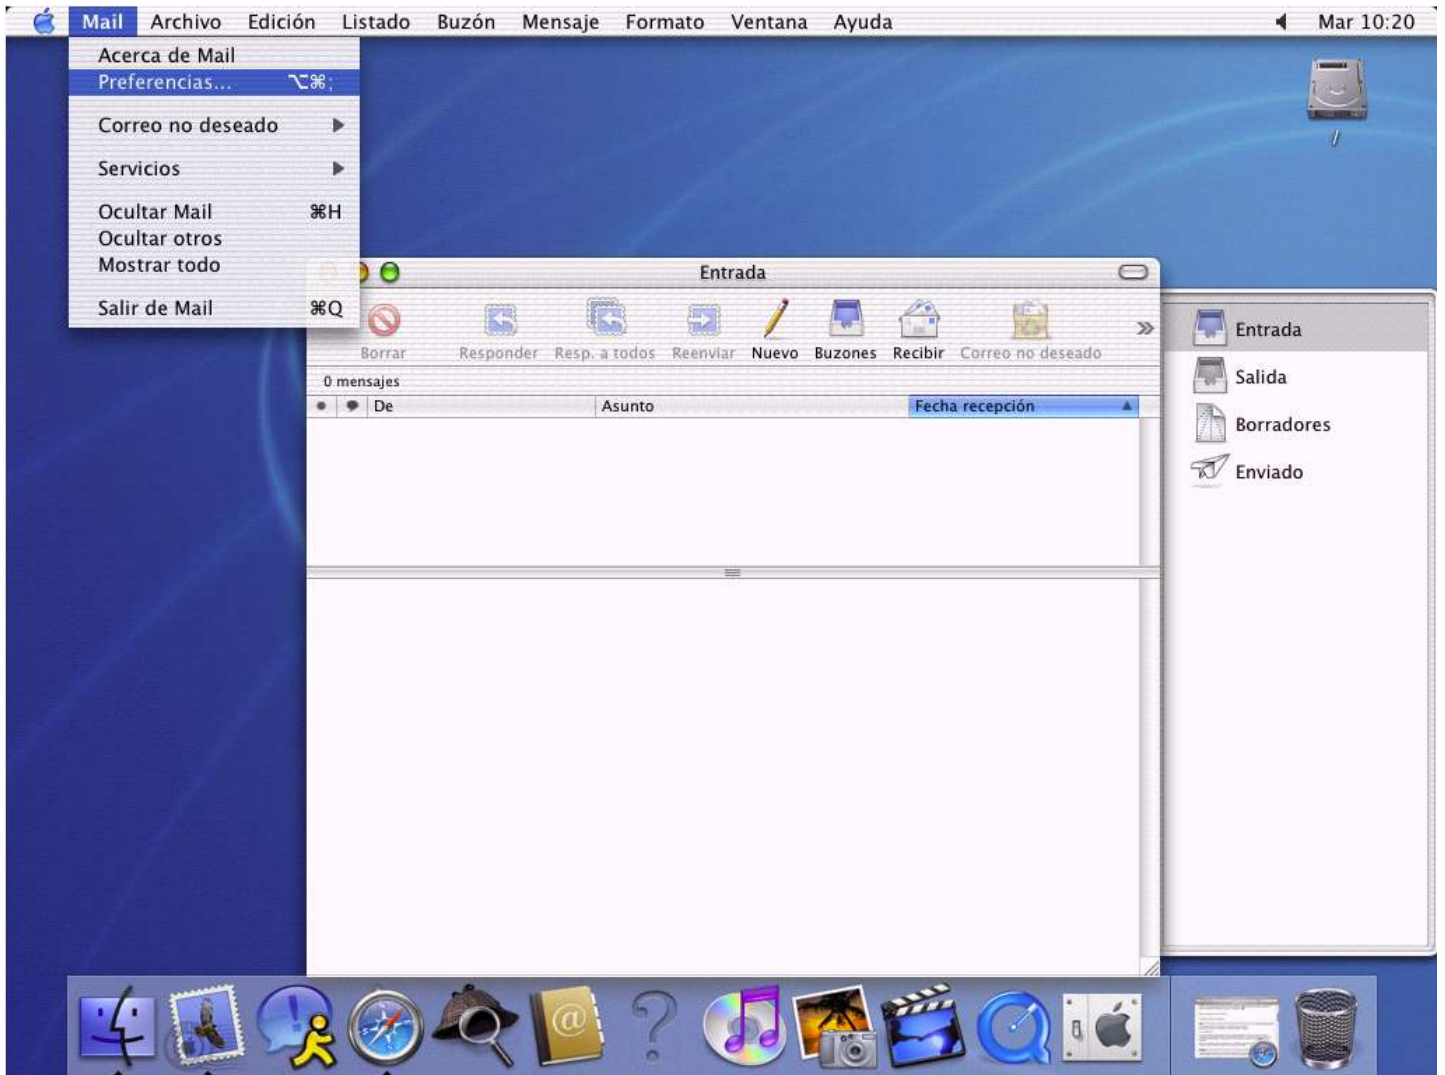 Mail Archivo Edición Listado Buzón Mensaje Formato Ventana Ayuda Mar 10:20
Acerca de Mail
Preferencias... ⌥⌘;
Correo no deseado
Servicios
Ocultar Mail ⌘H
Ocultar otros
Mostrar todo
Salir de Mail ⌘Q
/
Entrada
Borrar Responder Resp. a todos Reenviar Nuevo Buzones Recibir Correo no deseado
0 mensajes
De Asunto Fecha recepción
Entrada
Salida
Borradores
Enviado